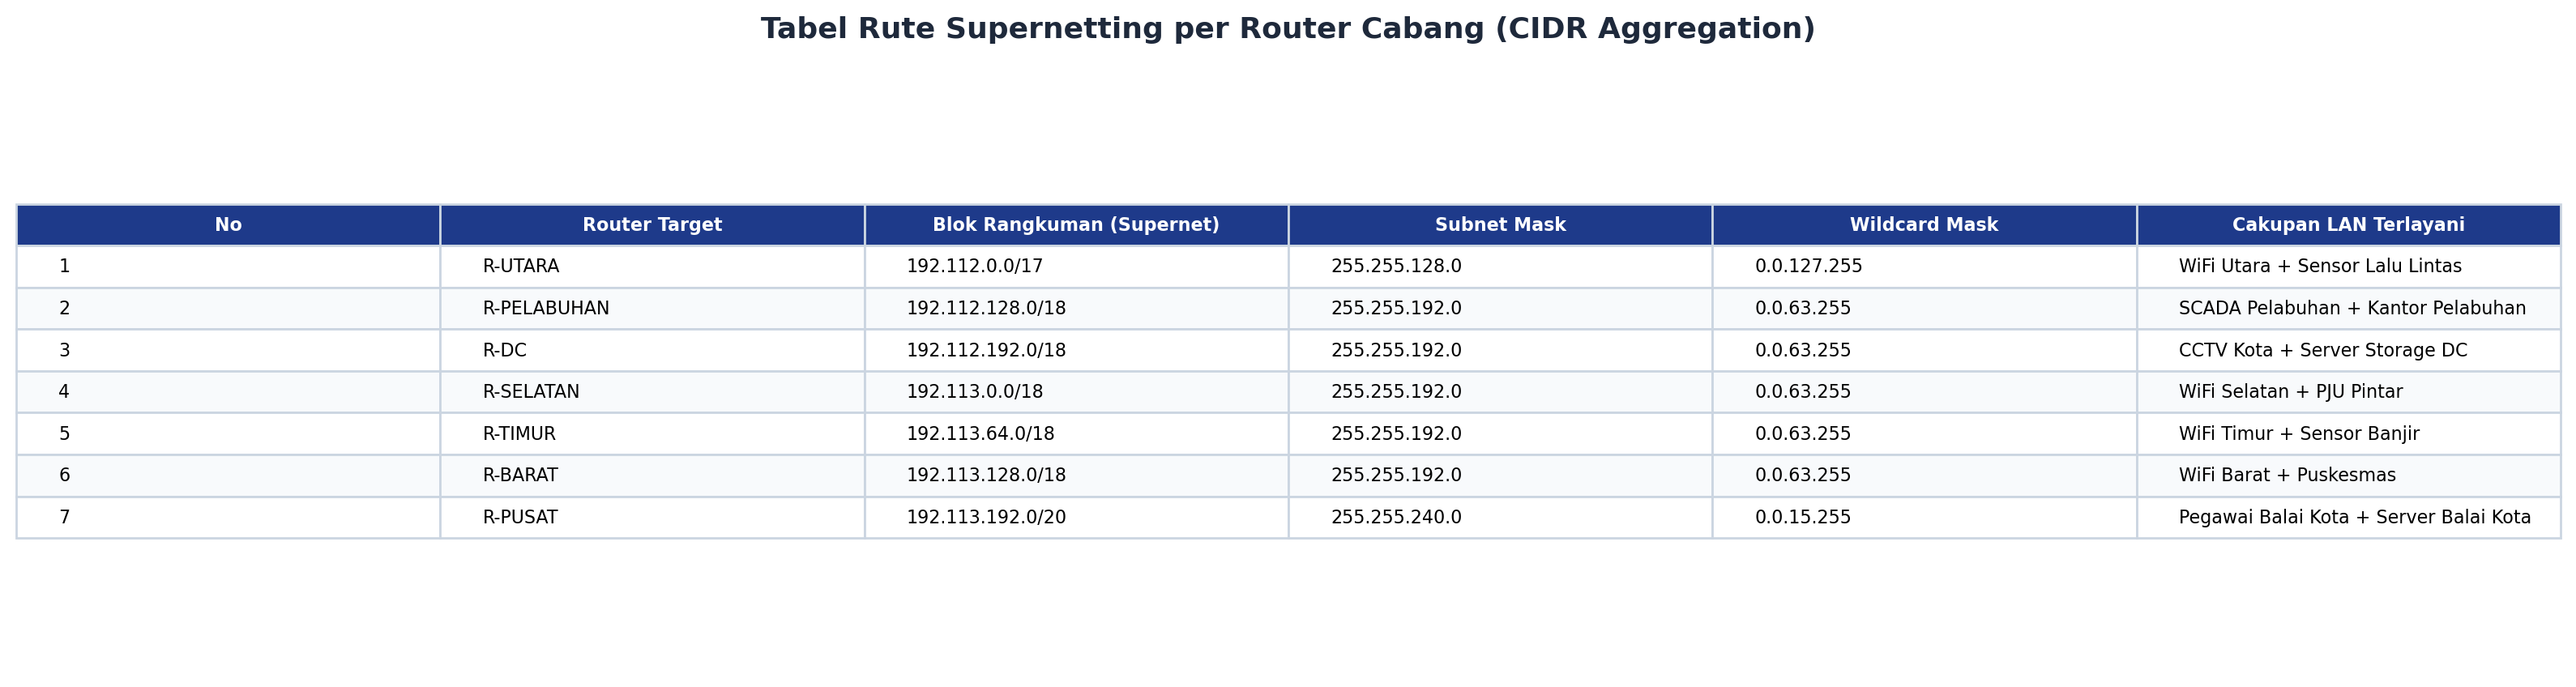 Tabel Rute Supernetting per Router Cabang (CIDR Aggregation)
No Router Target Blok Rangkuman (Supernet) Subnet Mask Wildcard Mask Cakupan LAN Terlayani
1 R-UTARA 192.112.0.0/17 255.255.128.0 0.0.127.255 WiFi Utara + Sensor Lalu Lintas
2 R-PELABUHAN 192.112.128.0/18 255.255.192.0 0.0.63.255 SCADA Pelabuhan + Kantor Pelabuhan
3 R-DC 192.112.192.0/18 255.255.192.0 0.0.63.255 CCTV Kota + Server Storage DC
4 R-SELATAN 192.113.0.0/18 255.255.192.0 0.0.63.255 WiFi Selatan + PJU Pintar
5 R-TIMUR 192.113.64.0/18 255.255.192.0 0.0.63.255 WiFi Timur + Sensor Banjir
6 R-BARAT 192.113.128.0/18 255.255.192.0 0.0.63.255 WiFi Barat + Puskesmas
7 R-PUSAT 192.113.192.0/20 255.255.240.0 0.0.15.255 Pegawai Balai Kota + Server Balai Kota